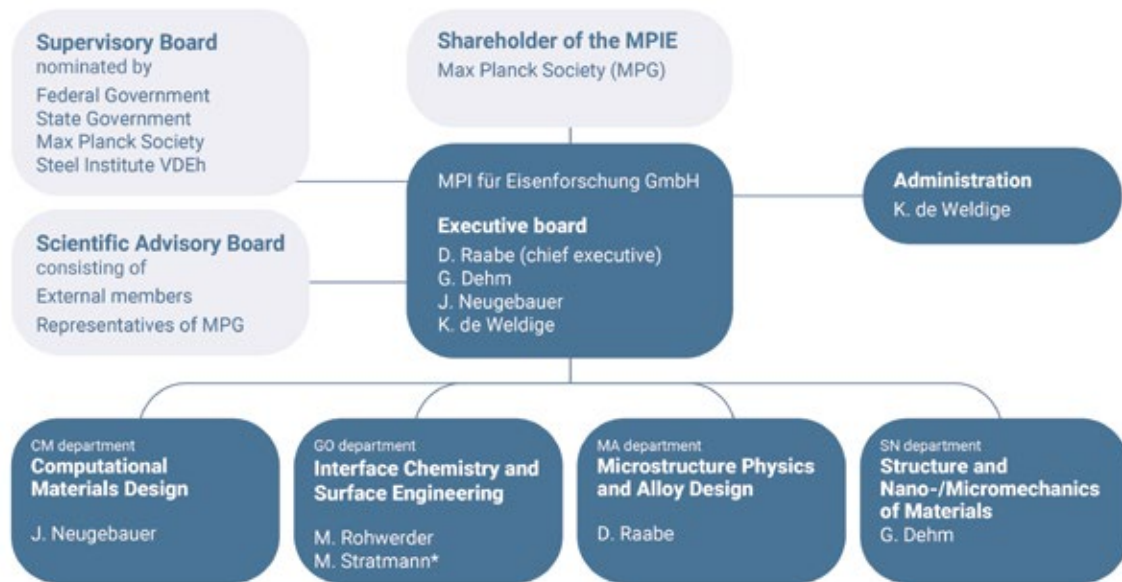 Supervisory Board
nominated by
Federal Government
State Government
Max Planck Society
Steel Institute VDEh
Shareholder of the MPIE
Max Planck Society (MPG)
MPI für Eisenforschung GmbH
Executive board
D. Raabe (chief executive)
G. Dehm
J. Neugebauer
K. de Weldige
Administration
K. de Weldige
Scientific Advisory Board
consisting of
External members
Representatives of MPG
CM department
Computational
Materials Design
J. Neugebauer
GO department
Interface Chemistry and
Surface Engineering
M. Rohwerder
M. Stratmann*
MA department
Microstructure Physics
and Alloy Design
D. Raabe
SN department
Structure and
Nano-/Micromechanics
of Materials
G. Dehm